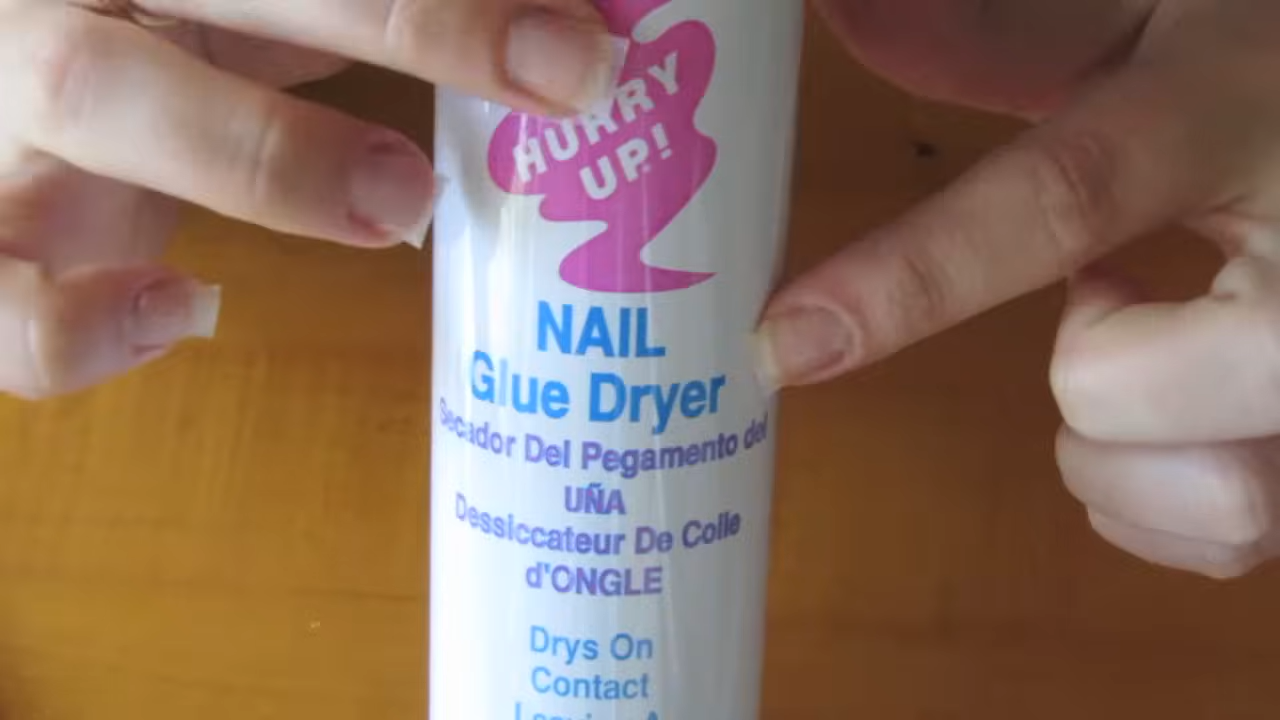 HURRY
UP!
NAIL
Glue Dryer
Secador Del Pegamento del
UÑA
Dessiccateur De Colle
d'ONGLE
Drys On
Contact